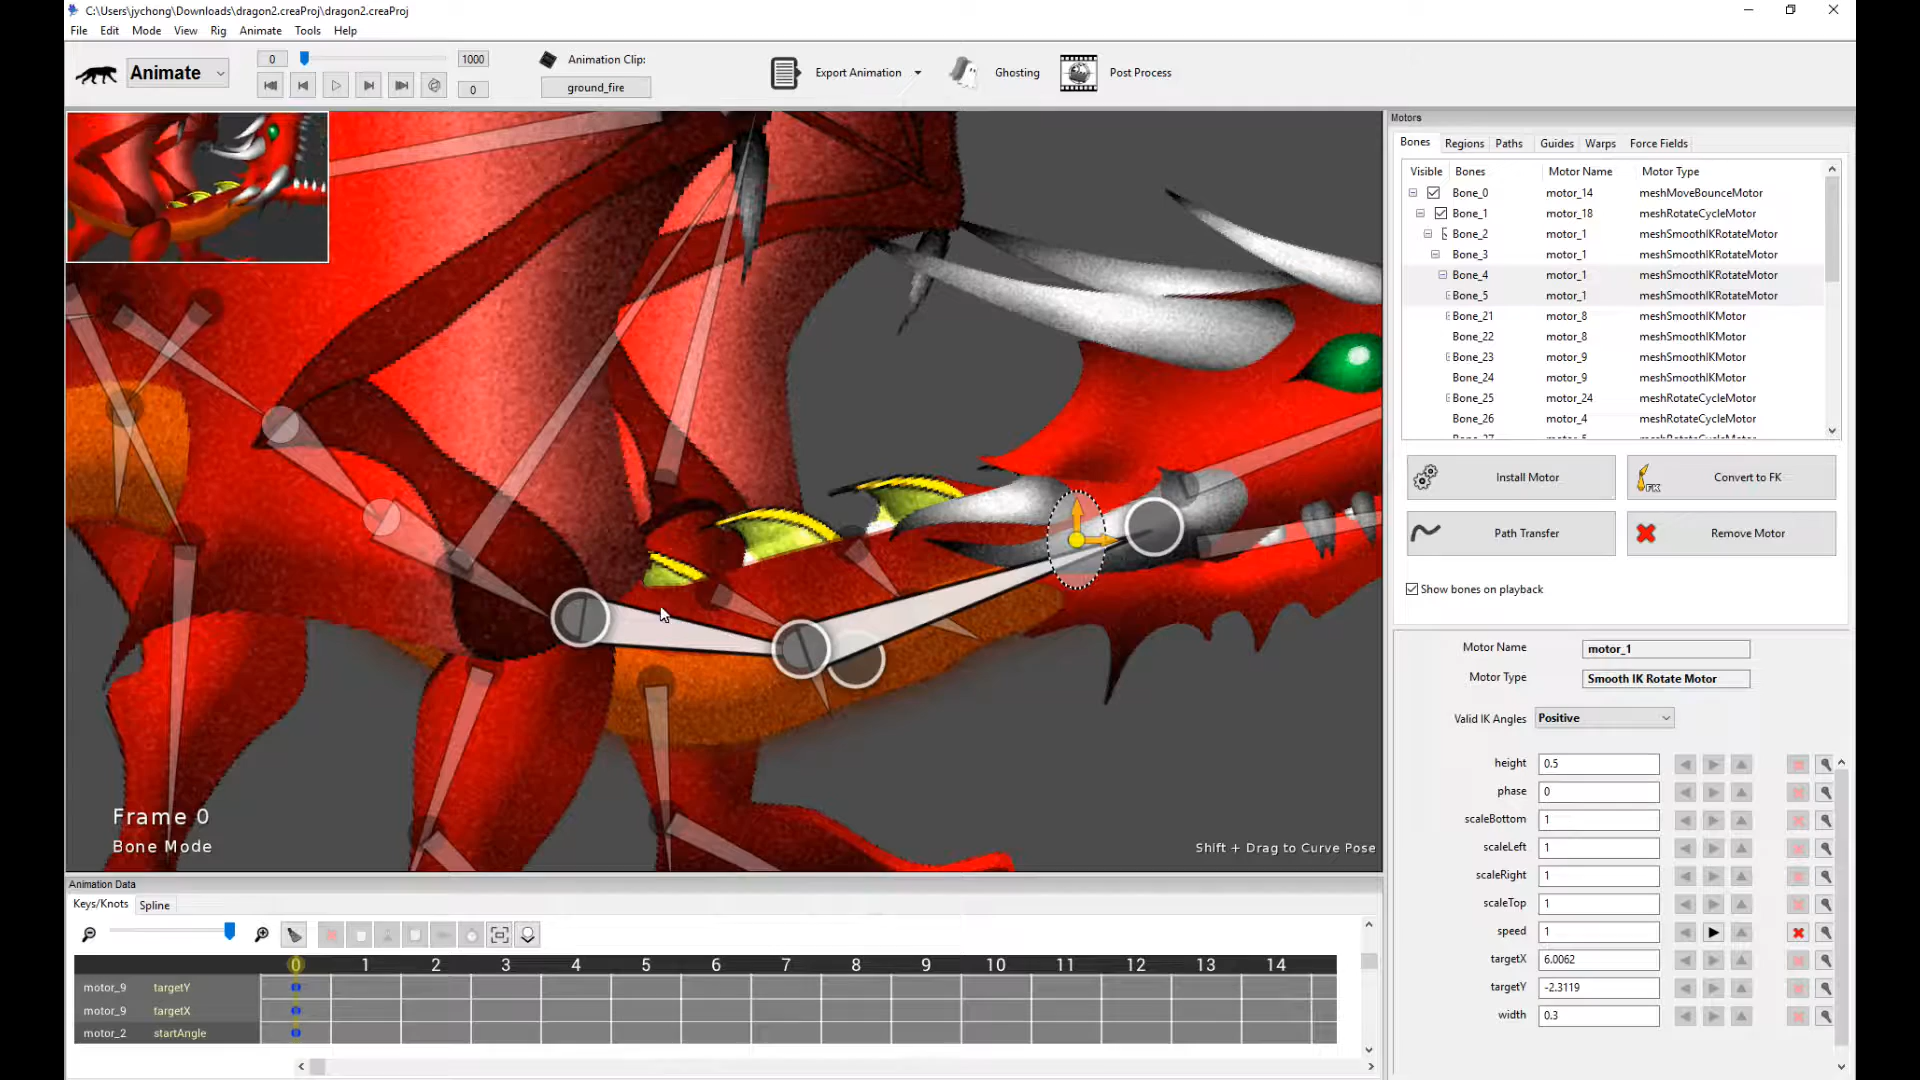 C:\Users\jychong\Downloads\dragon2.creaProj\dragon2.creaProj
File Edit Mode View Rig Animate Tools Help
Animate
0 1000
0
Animation Clip:
ground_fire
Export Animation
Ghosting
Post Process
Frame 0
Bone Mode
Shift + Drag to Curve Pose
Motors
Bones Regions Paths Guides Warps Force Fields
Visible Bones Motor Name Motor Type
Bone_0 motor_14 meshMoveBounceMotor
Bone_1 motor_18 meshRotateCycleMotor
Bone_2 motor_1 meshSmoothIKRotateMotor
Bone_3 motor_1 meshSmoothIKRotateMotor
Bone_4 motor_1 meshSmoothIKRotateMotor
Bone_5 motor_1 meshSmoothIKRotateMotor
Bone_21 motor_8 meshSmoothIKMotor
Bone_22 motor_8 meshSmoothIKMotor
Bone_23 motor_9 meshSmoothIKMotor
Bone_24 motor_9 meshSmoothIKMotor
Bone_25 motor_24 meshRotateCycleMotor
Bone_26 motor_4 meshRotateCycleMotor
Install Motor
FK Convert to FK
Path Transfer
Remove Motor
Show bones on playback
Motor Name motor_1
Motor Type Smooth IK Rotate Motor
Valid IK Angles Positive
height 0.5
phase 0
scaleBottom 1
scaleLeft 1
scaleRight 1
scaleTop 1
speed 1
targetX 6.0062
targetY -2.3119
width 0.3
Animation Data
Keys/Knots Spline
0 1 2 3 4 5 6 7 8 9 10 11 12 13 14
motor_9 targetY
motor_9 targetX
motor_2 startAngle